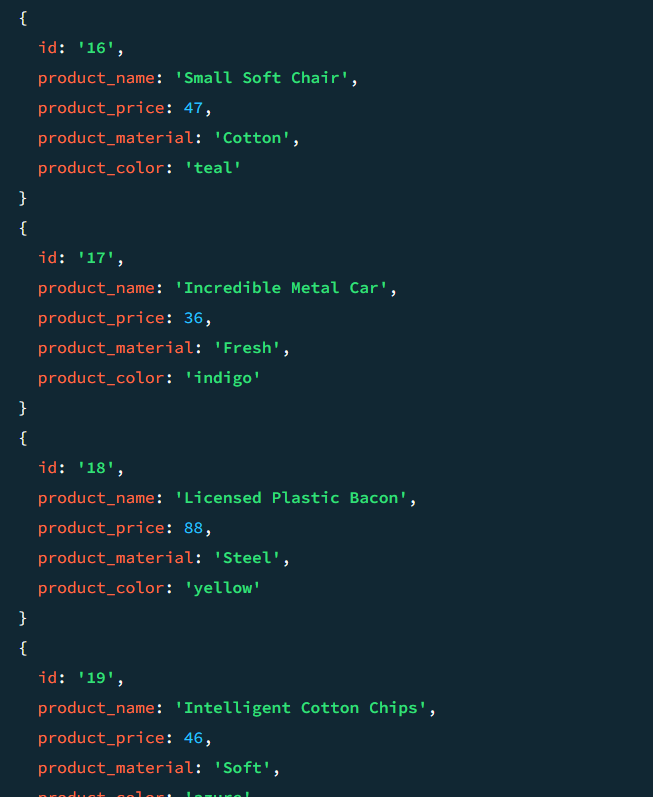 {
id: '16',
product_name: 'Small Soft Chair',
product_price: 47,
product_material: 'Cotton',
product_color: 'teal'
}
{
id: '17',
product_name: 'Incredible Metal Car',
product_price: 36,
product_material: 'Fresh',
product_color: 'indigo'
}
{
id: '18',
product_name: 'Licensed Plastic Bacon',
product_price: 88,
product_material: 'Steel',
product_color: 'yellow'
}
{
id: '19',
product_name: 'Intelligent Cotton Chips',
product_price: 46,
product_material: 'Soft',
product_color: 'azure'